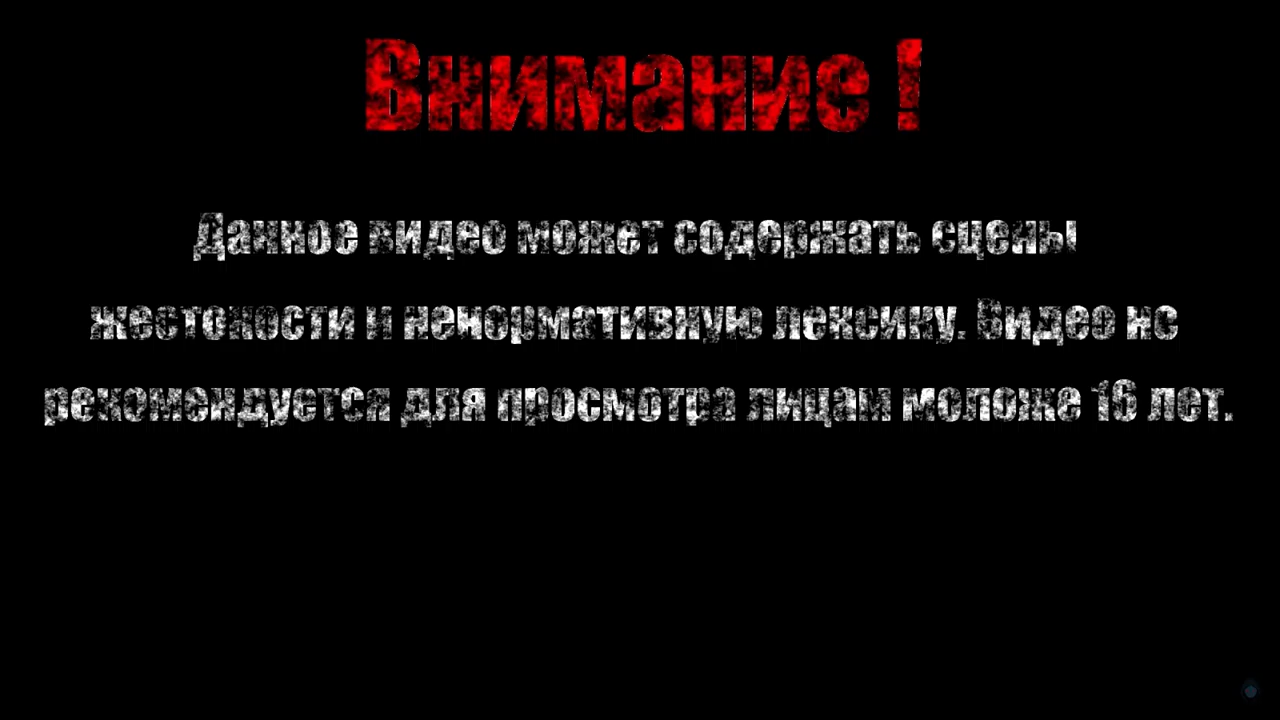 Внимание !
Данное видео может содержать сцены
жестокости и ненормативную лексику. Видео не
рекомендуется для просмотра лицам моложе 16 лет.